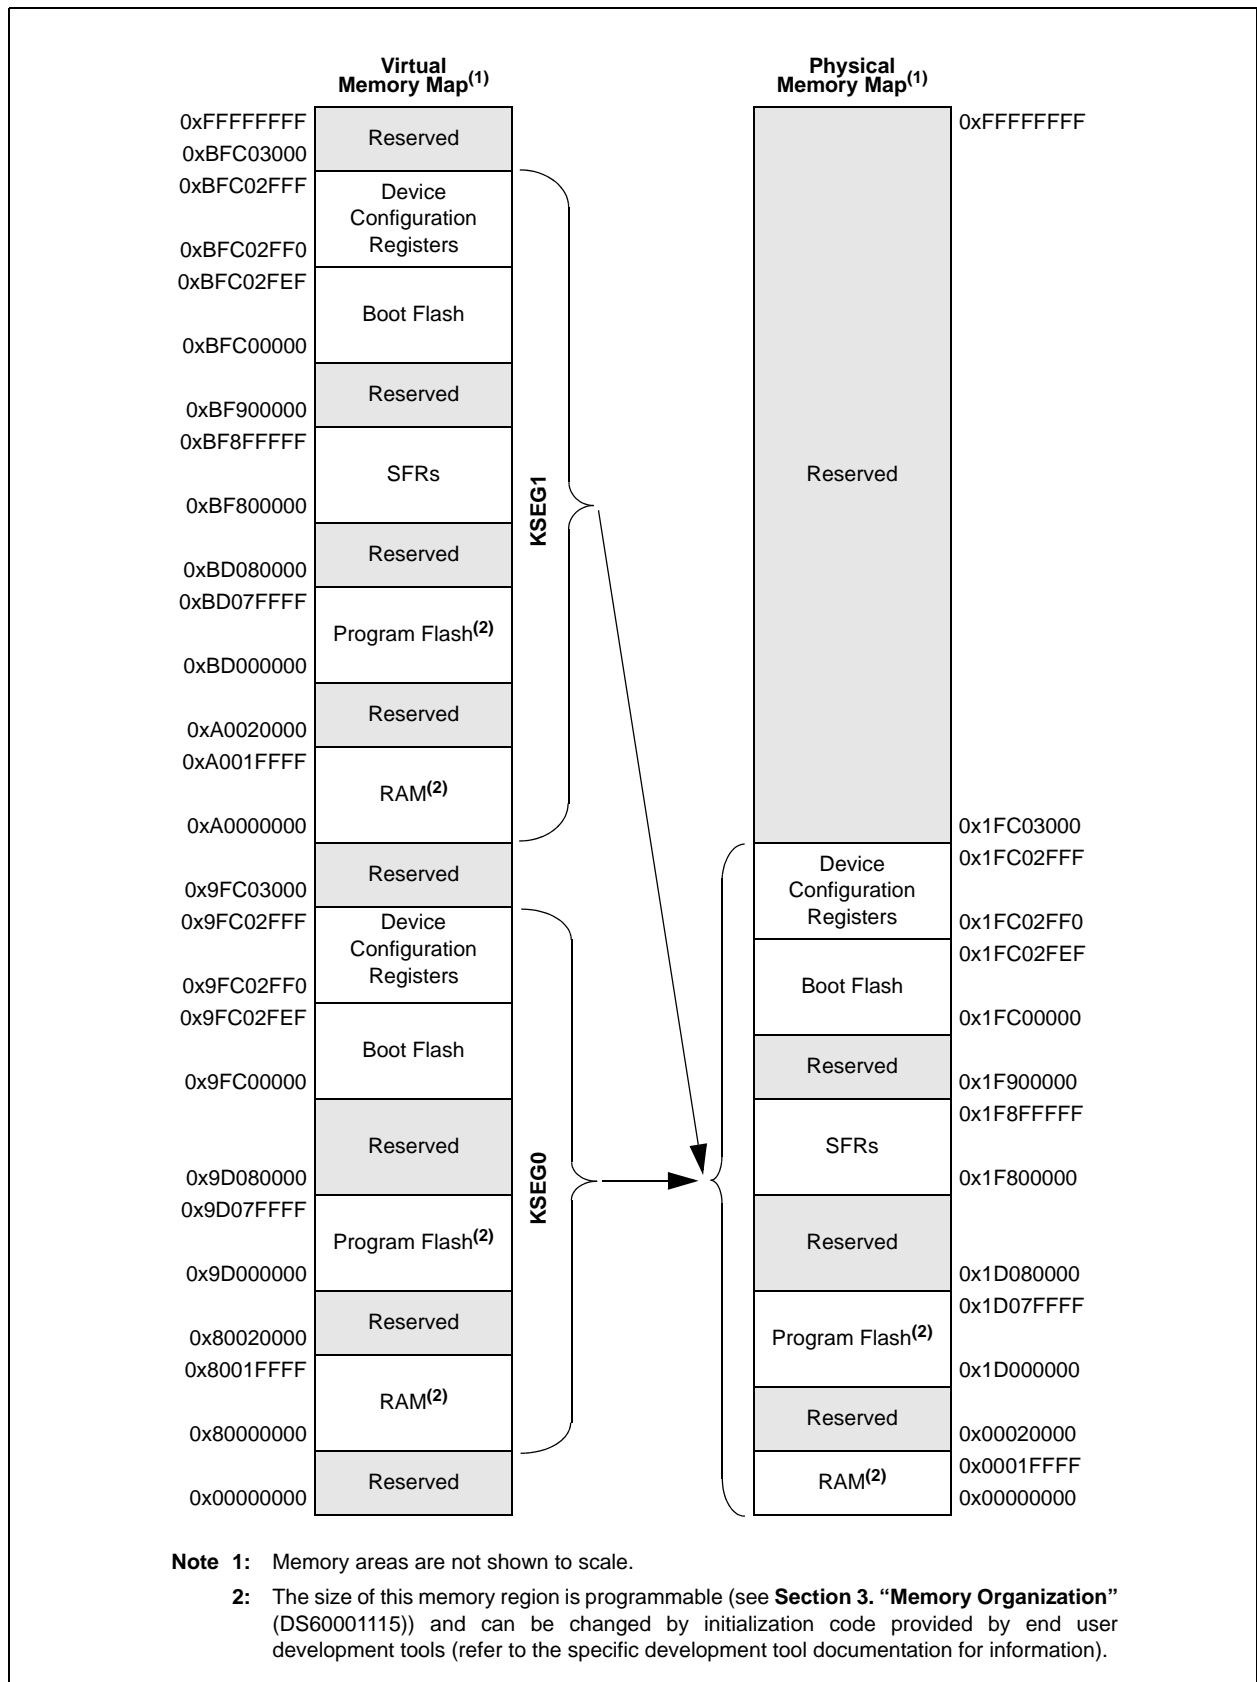 Virtual
Memory Map(1)
0xFFFFFFFF
Reserved
0xBFC03000
0xBFC02FFF
Device
Configuration
Registers
0xBFC02FF0
0xBFC02FEF
Boot Flash
0xBFC00000
Reserved
0xBF900000
0xBF8FFFFF
SFRs
0xBF800000
Reserved
0xBD080000
0xBD07FFFF
Program Flash(2)
0xBD000000
Reserved
0xA0020000
0xA001FFFF
RAM(2)
0xA0000000
KSEG1
Reserved
0x9FC03000
0x9FC02FFF
Device
Configuration
Registers
0x9FC02FF0
0x9FC02FEF
Boot Flash
0x9FC00000
Reserved
0x9D080000
0x9D07FFFF
Program Flash(2)
0x9D000000
Reserved
0x80020000
0x8001FFFF
RAM(2)
0x80000000
KSEG0
Reserved
0x00000000
Physical
Memory Map(1)
0xFFFFFFFF
Reserved
0x1FC03000
0x1FC02FFF
Device
Configuration
Registers
0x1FC02FF0
0x1FC02FEF
Boot Flash
0x1FC00000
Reserved
0x1F900000
0x1F8FFFFF
SFRs
0x1F800000
Reserved
0x1D080000
0x1D07FFFF
Program Flash(2)
0x1D000000
Reserved
0x00020000
0x0001FFFF
RAM(2)
0x00000000
Note 1: Memory areas are not shown to scale.
2: The size of this memory region is programmable (see Section 3. “Memory Organization”
(DS60001115)) and can be changed by initialization code provided by end user
development tools (refer to the specific development tool documentation for information).